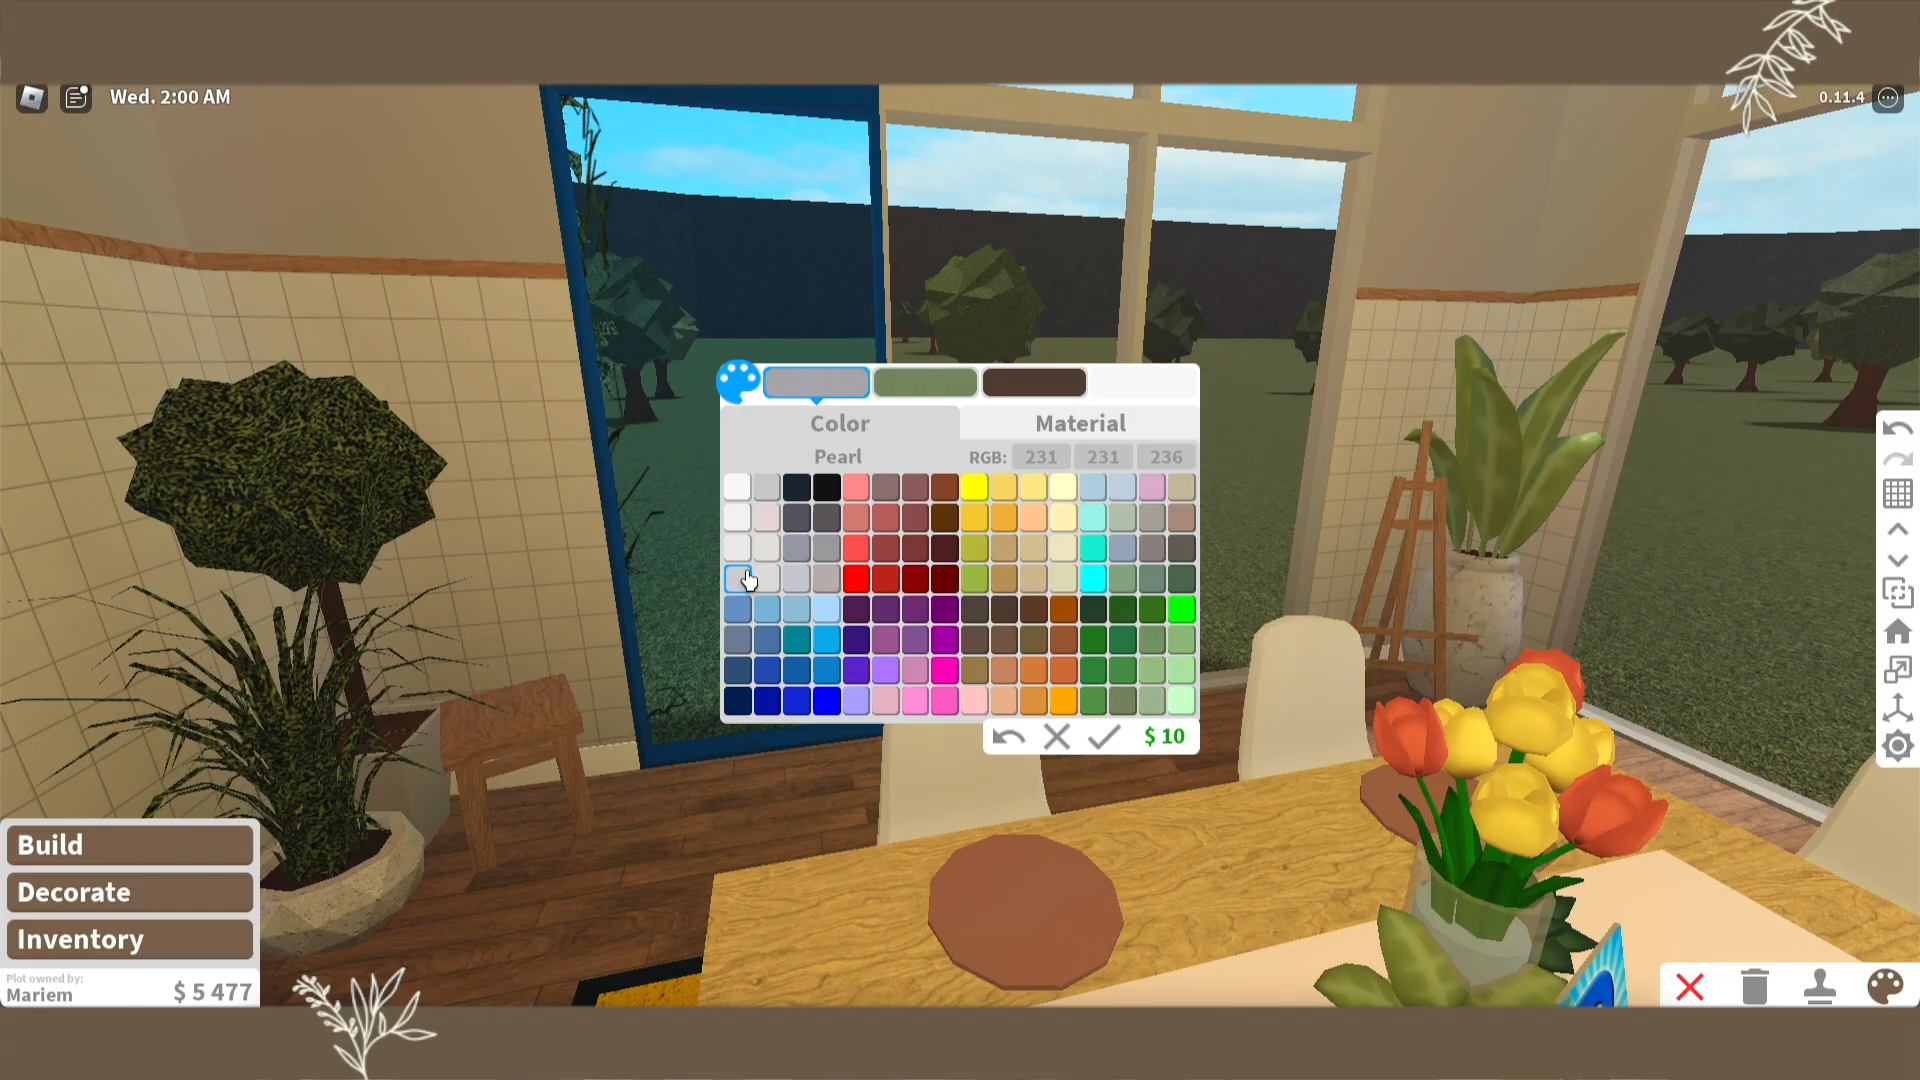 Wed. 2:00 AM
0.11.4
Color
Material
Pearl
RGB: 231 231 236
$ 10
Build
Decorate
Inventory
Plot owned by:
Mariem
$ 5 477